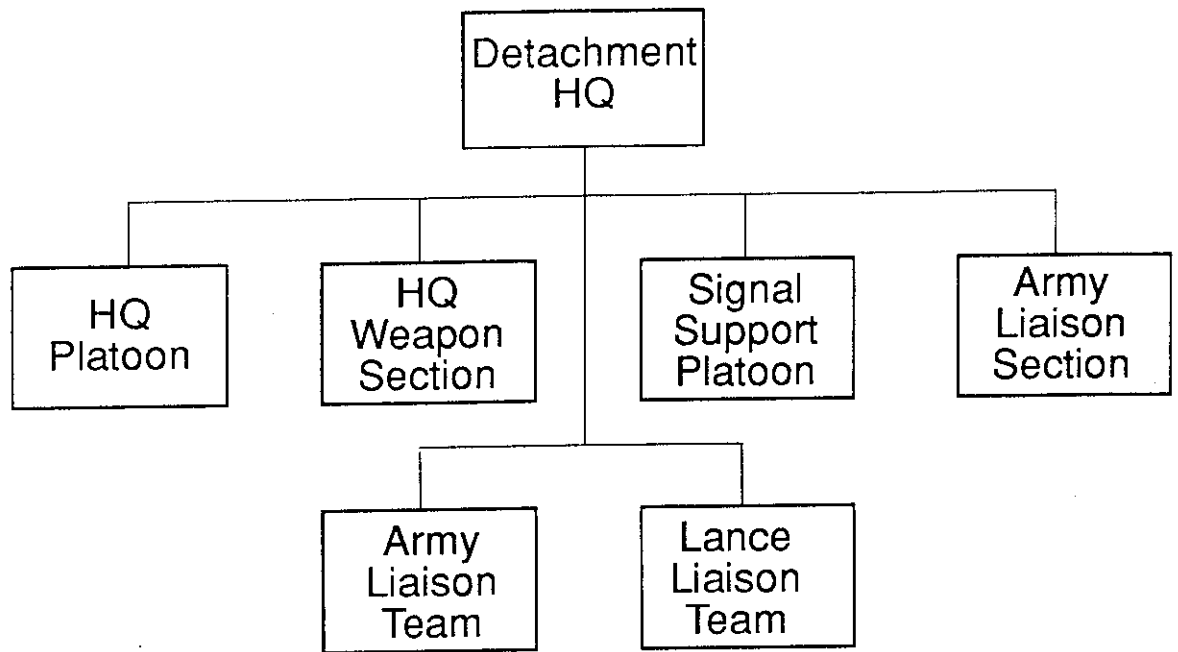 Detachment
HQ
HQ
Platoon
HQ
Weapon
Section
Signal
Support
Platoon
Army
Liaison
Section
Army
Liaison
Team
Lance
Liaison
Team